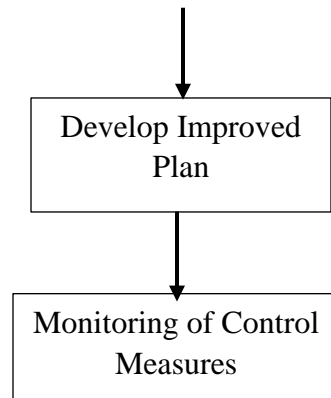 Develop Improved
Plan
Monitoring of Control
Measures